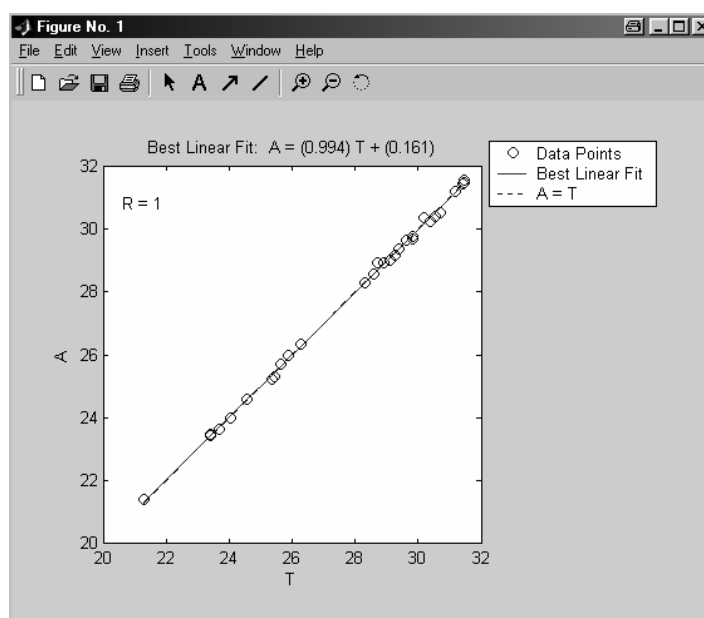 Figure No. 1
File Edit View Insert Tools Window Help
A
Best Linear Fit: A = (0.994) T + (0.161)
Data Points
Best Linear Fit
A = T
R = 1
32
30
28
26
24
22
20
A
20 22 24 26 28 30 32
T